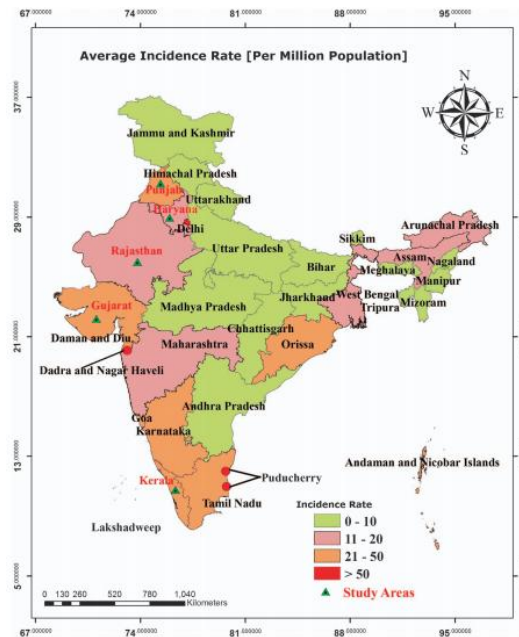 67.000000 74.000000 81.000000 88.000000 95.000000
Average Incidence Rate [Per Million Population]
N
W E
S
37.000000
Jammu and Kashmir
Himachal Pradesh
Punjab
Uttarakhand
29.000000
Haryana
Delhi
Arunachal Pradesh
Sikkim
Rajasthan
Uttar Pradesh
Assam
Nagaland
Bihar
Meghalaya
Manipur
Jharkhand
West Bengal
Tripura
Mizoram
Gujarat
Madhya Pradesh
Chhattisgarh
Daman and Diu
Maharashtra
Orissa
21.000000
Dadra and Nagar Haveli
Andhra Pradesh
Goa
Karnataka
13.000000
Andaman and Nicobar Islands
Kerala
Puducherry
Tamil Nadu
Lakshadweep
Incidence Rate
0 - 10
11 - 20
21 - 50
> 50
Study Areas
5.000000
0 130 260 520 780 1,040
Kilometers
67.000000 74.000000 81.000000 88.000000 95.000000